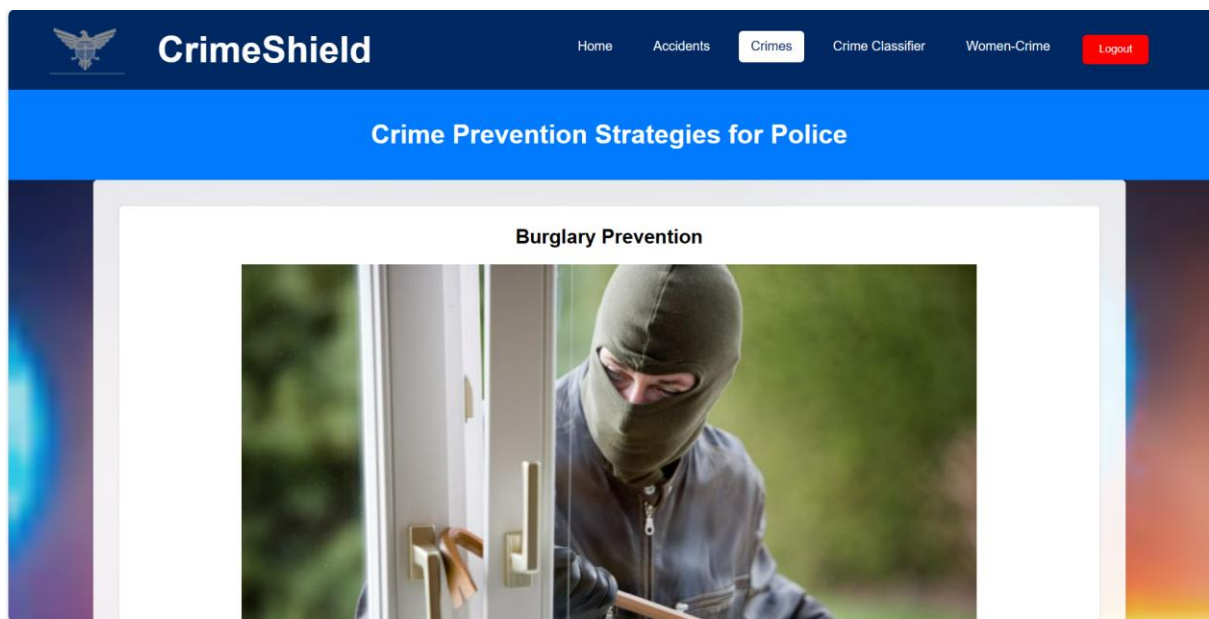 CrimeShield
Home Accidents Crimes Crime Classifier Women-Crime Logout
Crime Prevention Strategies for Police
Burglary Prevention